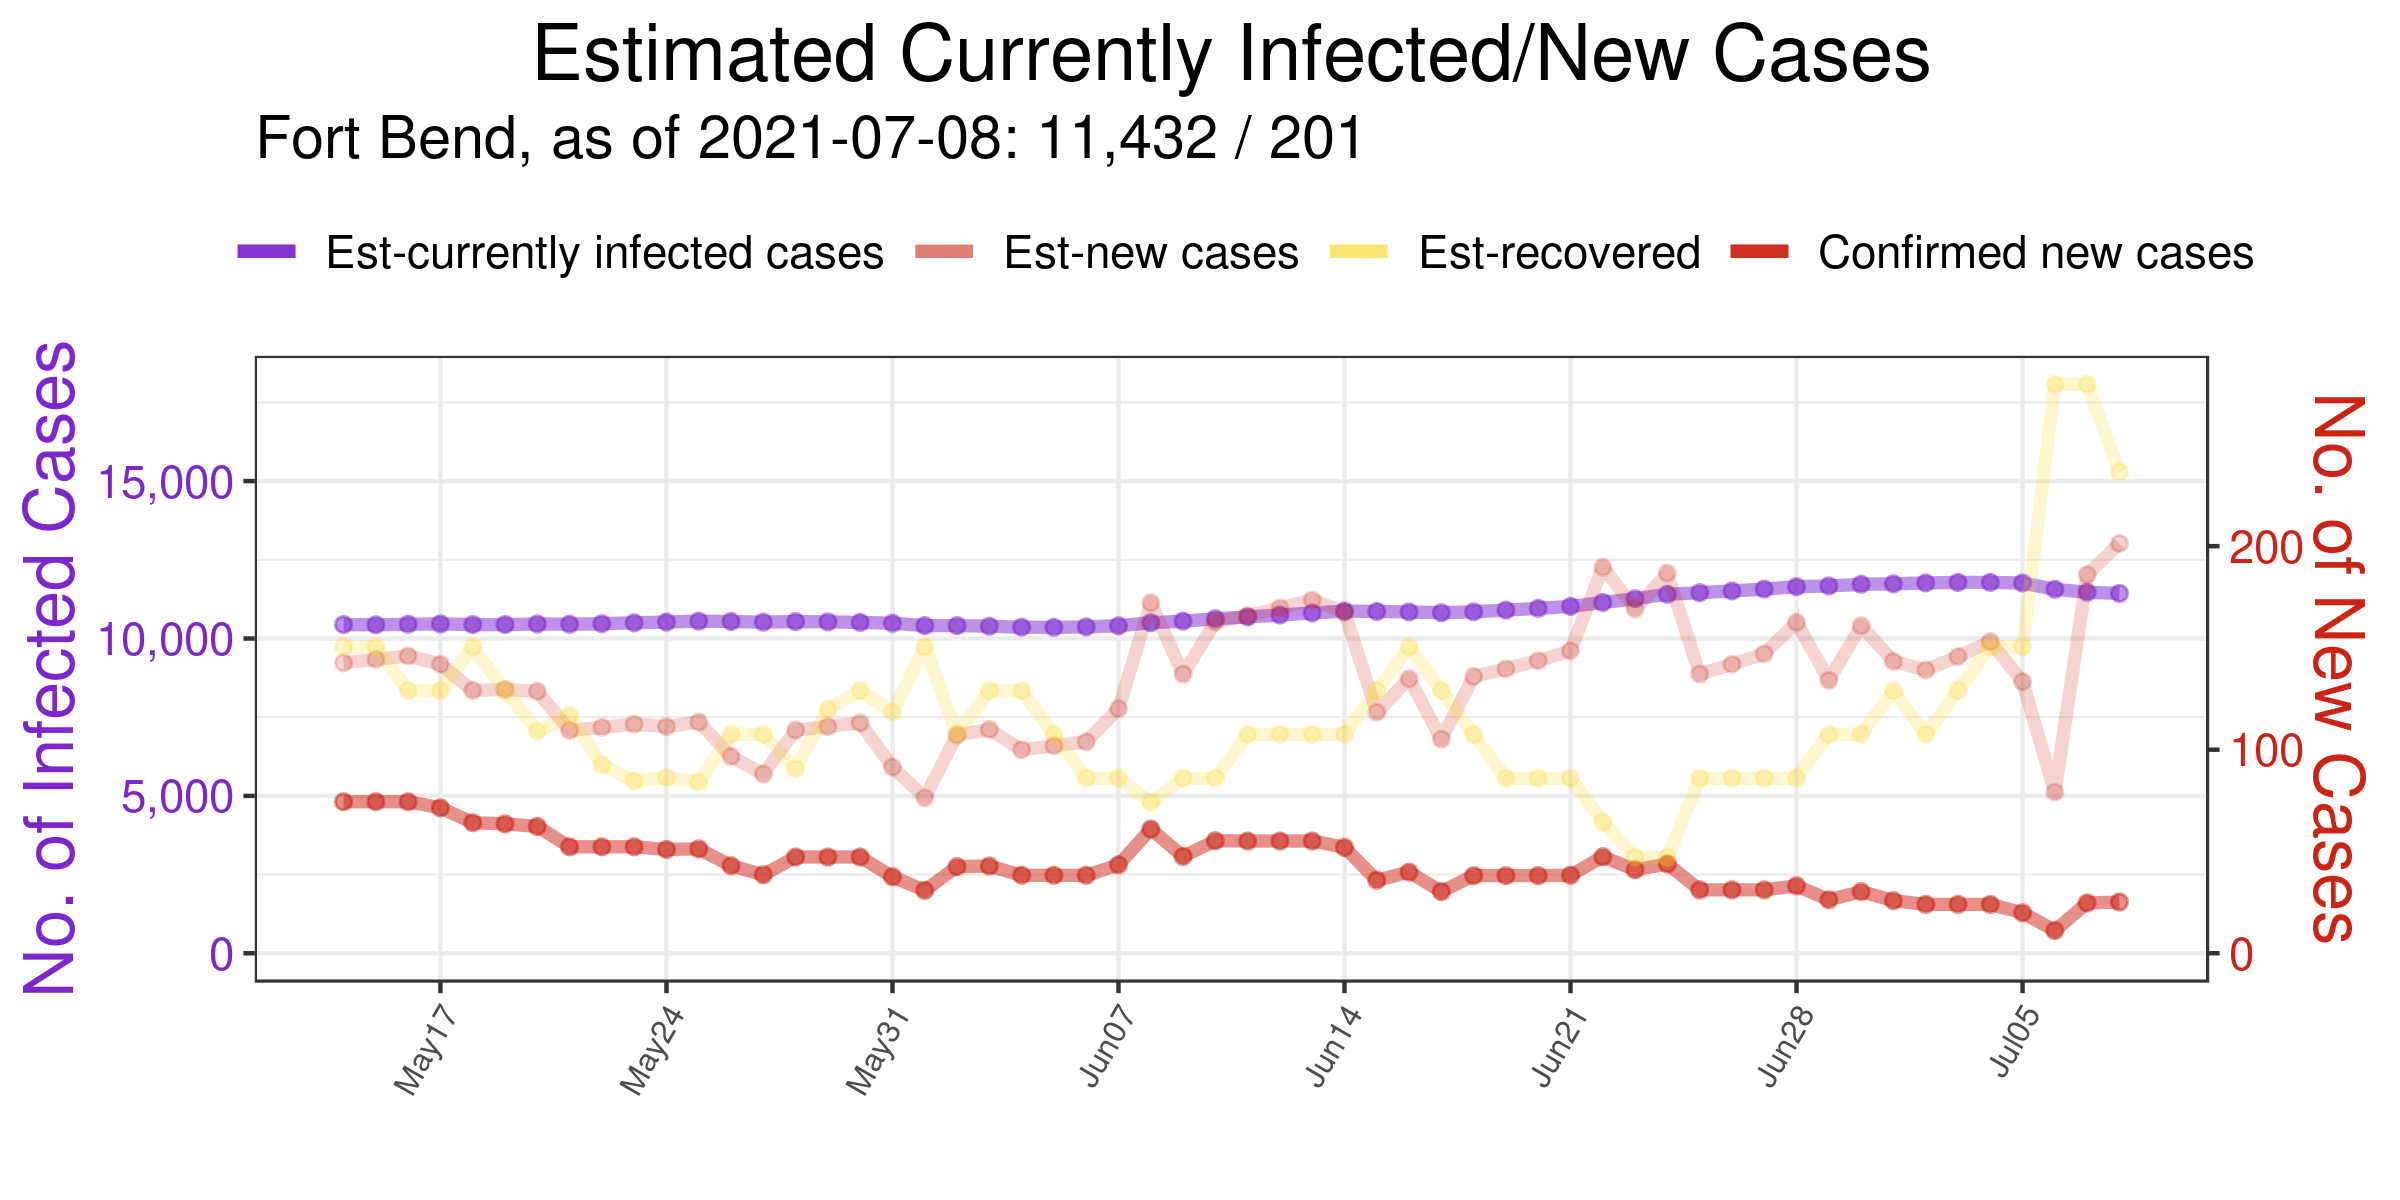 Estimated Currently Infected/New Cases
Fort Bend, as of 2021-07-08: 11,432 / 201
Est-currently infected cases Est-new cases Est-recovered Confirmed new cases
No. of Infected Cases
15,000
10,000
5,000
0
200
100
0
No. of New Cases
May17 May24 May31 Jun07 Jun14 Jun21 Jun28 Jul05